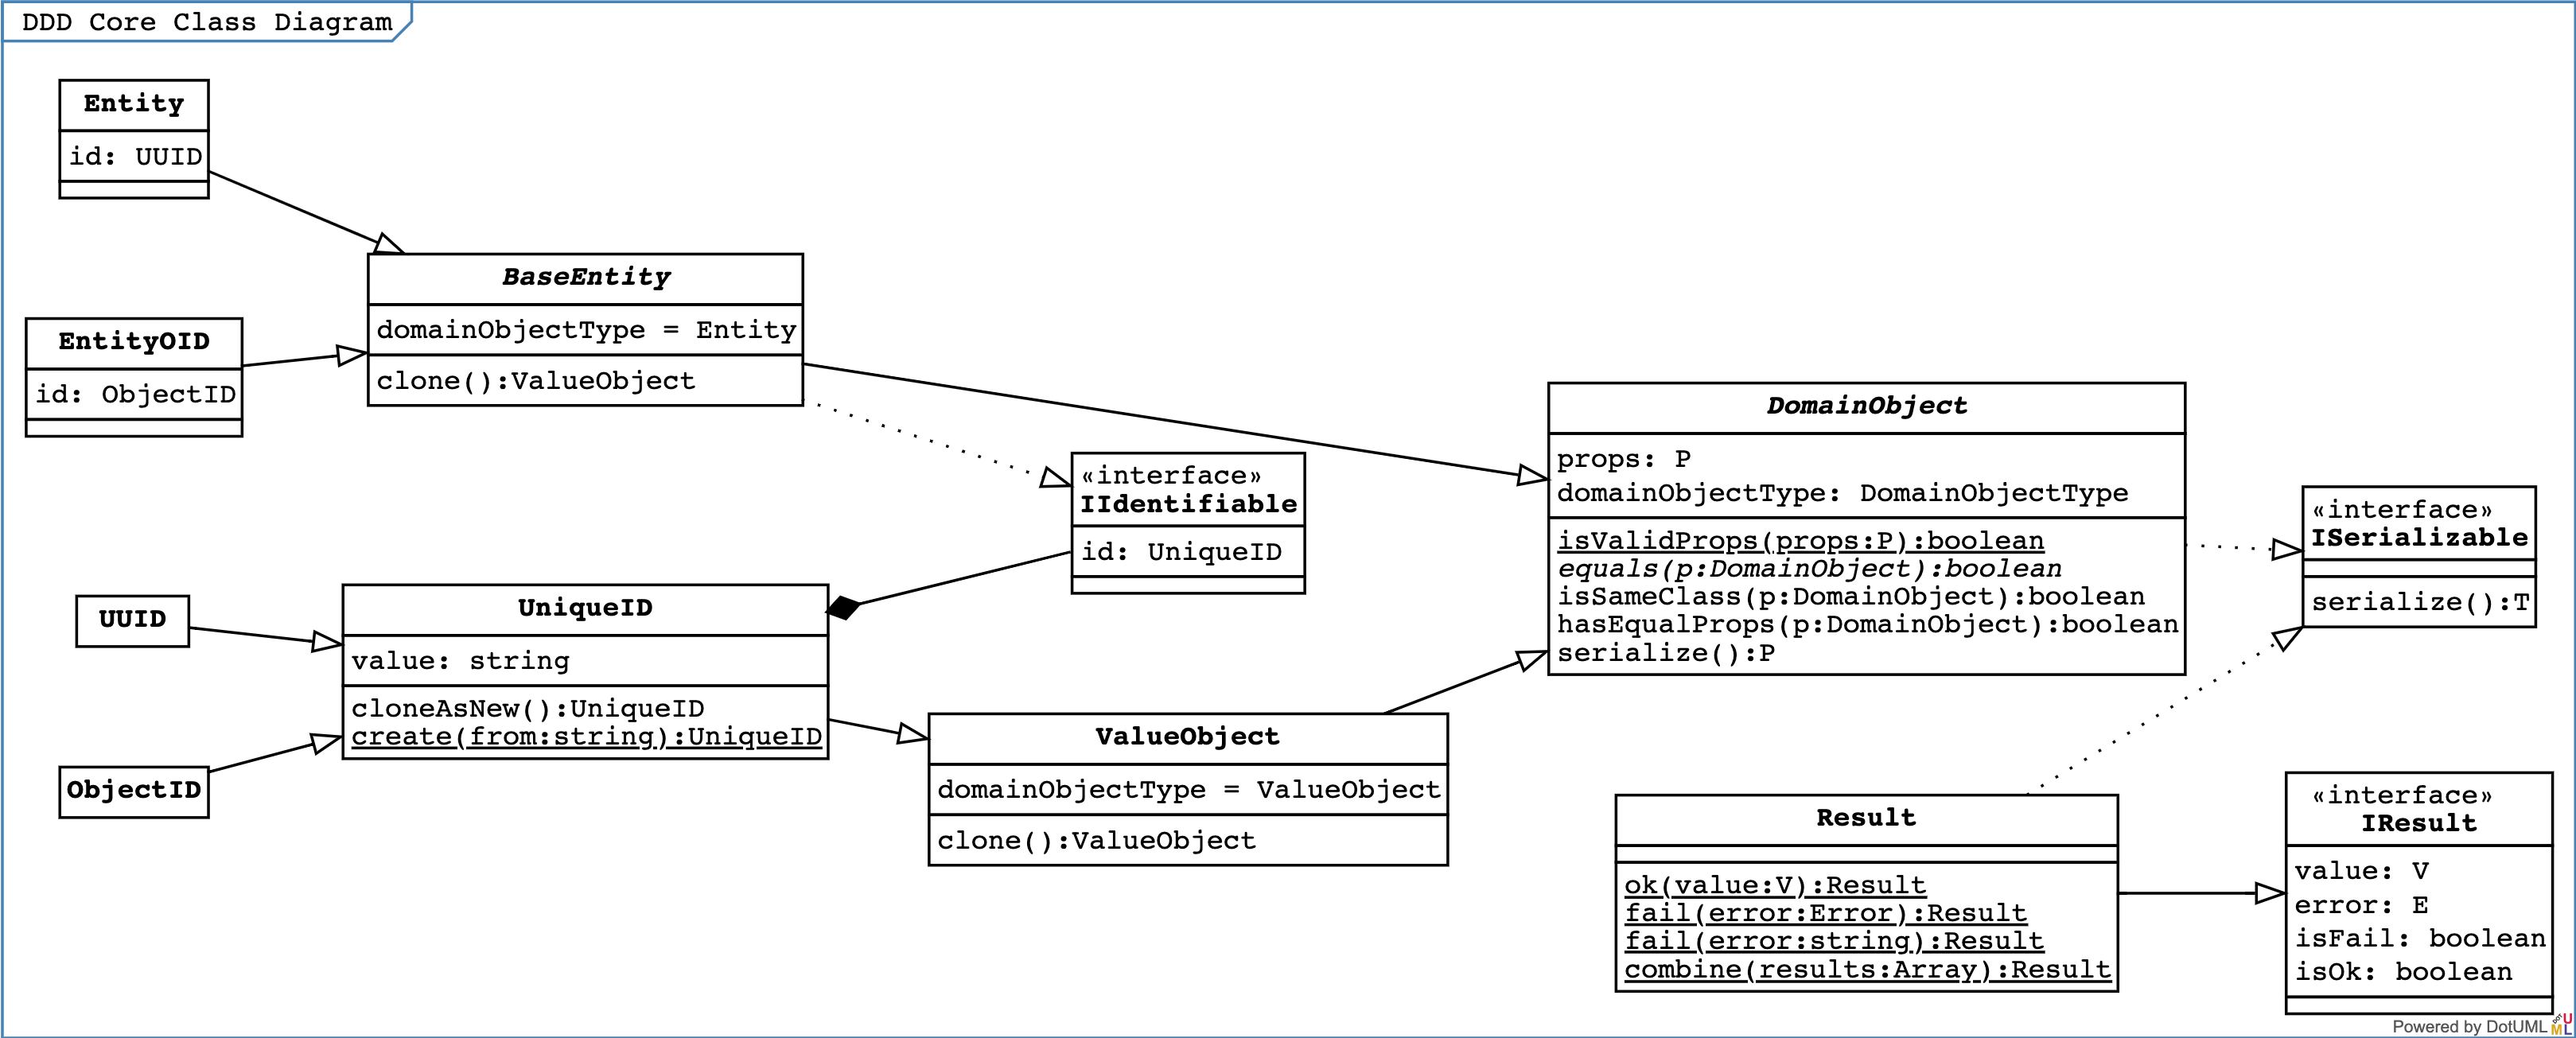 DDD Core Class Diagram
Entity
id: UUID
BaseEntity
domainObjectType = Entity
clone():ValueObject
EntityOID
id: ObjectID
DomainObject
props: P
domainObjectType: DomainObjectType
isValidProps(props:P):boolean
equals(p:DomainObject):boolean
isSameClass(p:DomainObject):boolean
hasEqualProps(p:DomainObject):boolean
serialize():P
«interface»
IIdentifiable
id: UniqueID
«interface»
ISerializable
serialize():T
UUID
UniqueID
value: string
cloneAsNew():UniqueID
create(from:string):UniqueID
ObjectID
ValueObject
domainObjectType = ValueObject
clone():ValueObject
Result
ok(value:V):Result
fail(error:Error):Result
fail(error:string):Result
combine(results:Array):Result
«interface»
IResult
value: V
error: E
isFail: boolean
isOk: boolean
Powered by DotUML
DOT
U
M
L